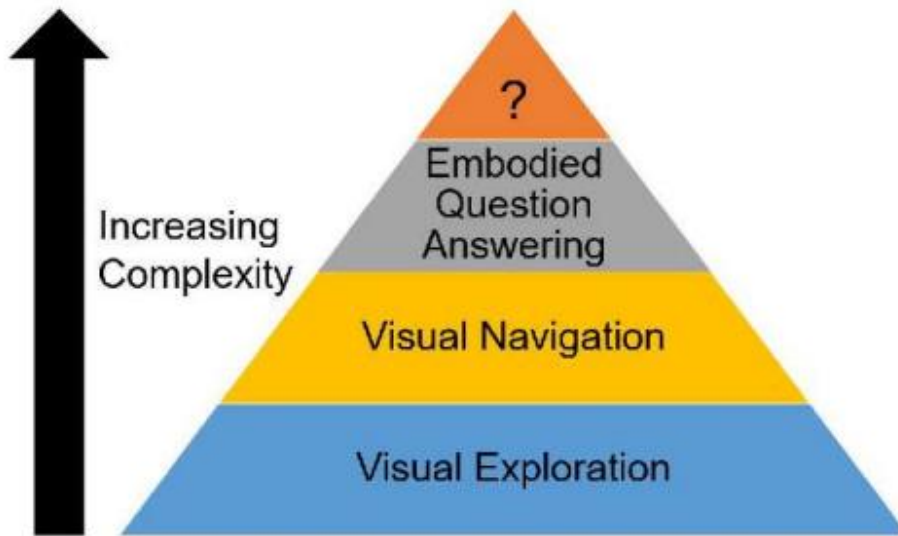 ?
Embodied
Question
Answering
Increasing
Complexity
Visual Navigation
Visual Exploration